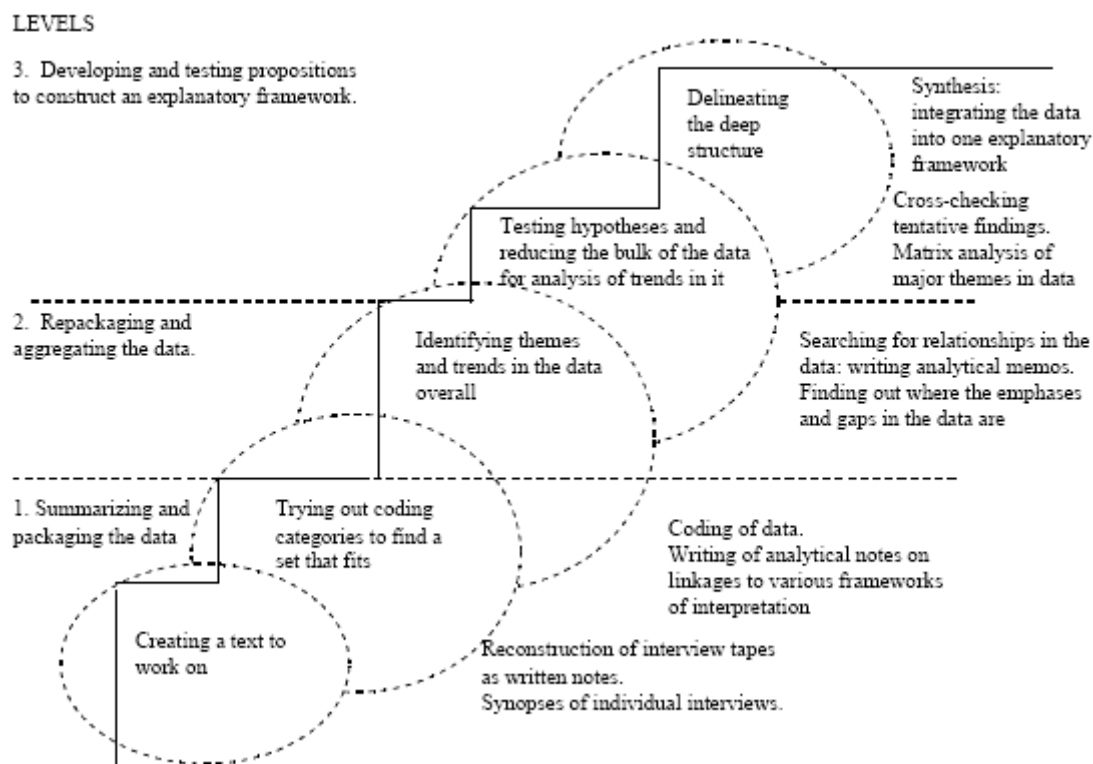 LEVELS
3. Developing and testing propositions
to construct an explanatory framework.
Delineating
the deep
structure
Synthesis:
integrating the data
into one explanatory
framework
Cross-checking
tentative findings.
Matrix analysis of
major themes in data
Testing hypotheses and
reducing the bulk of the data
for analysis of trends in it
2. Repackaging and
aggregating the data.
Identifying themes
and trends in the data
overall
Searching for relationships in the
data: writing analytical memos.
Finding out where the emphases
and gaps in the data are
1. Summarizing and
packaging the data
Trying out coding
categories to find a
set that fits
Coding of data.
Writing of analytical notes on
linkages to various frameworks
of interpretation
Creating a text to
work on
Reconstruction of interview tapes
as written notes.
Synopses of individual interviews.